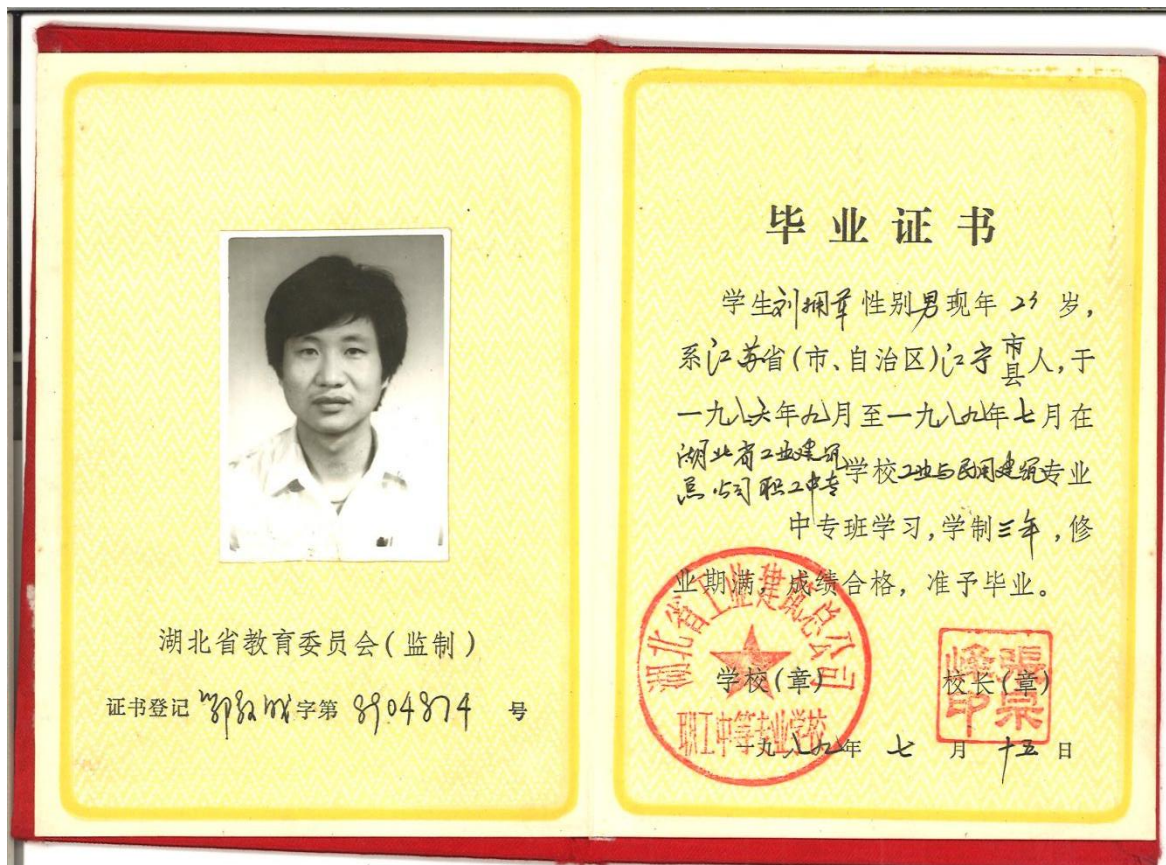 湖北省教育委员会(监制)
证书登记鄂教成字第8904874号
毕业证书
学生刘拥军性别男现年23岁,
系江苏省(市、自治区)江宁市县人,于
一九八六年九月至一九八九年七月在
湖北省工业建筑总公司职工中专学校工业与民用建筑专业
中专班学习,学制三年,修
业期满,成绩合格,准予毕业。
湖北省工业建筑总公司
学校(章) 校长(章)
职工中等专业学校
一九八九年七月十五日